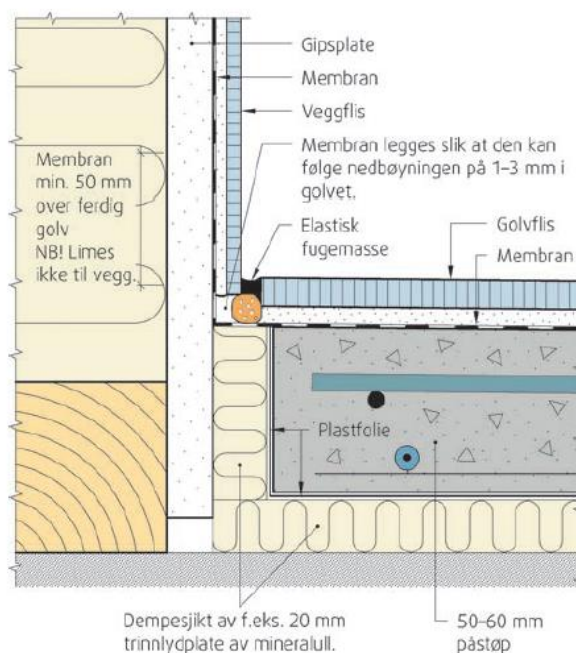 Gipsplate
Membran
Veggflis
Membran legges slik at den kan
følge nedbøyningen på 1–3 mm i
golvet.
Membran
min. 50 mm
over ferdig
golv
NB! Limes
ikke til vegg.
Elastisk
fugemasse
Golvflis
Membran
Plastfolie
Dempesjikt av f.eks. 20 mm
trinnlydplate av mineralull.
50–60 mm
påstøp